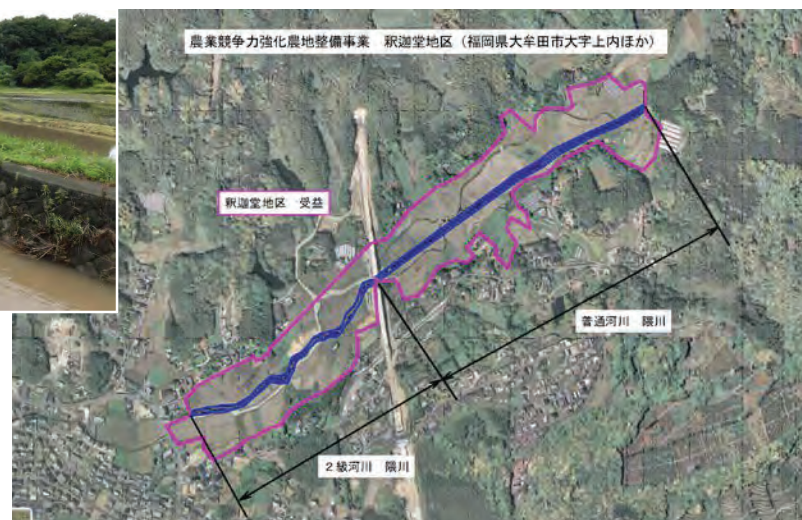 農業競争力強化農地整備事業 釈迦堂地区(福岡県大牟田市大字上内ほか)
釈迦堂地区 受益
普通河川 隈川
2級河川 隈川